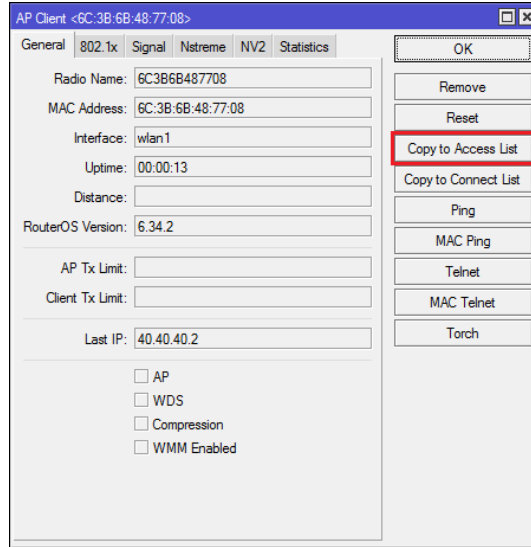 AP Client <6C:3B:6B:48:77:08>
General 802.1x Signal Nstreme NV2 Statistics
Radio Name: 6C3B6B487708
MAC Address: 6C:3B:6B:48:77:08
Interface: wlan1
Uptime: 00:00:13
Distance:
RouterOS Version: 6.34.2
AP Tx Limit:
Client Tx Limit:
Last IP: 40.40.40.2
AP
WDS
Compression
WMM Enabled
OK
Remove
Reset
Copy to Access List
Copy to Connect List
Ping
MAC Ping
Telnet
MAC Telnet
Torch